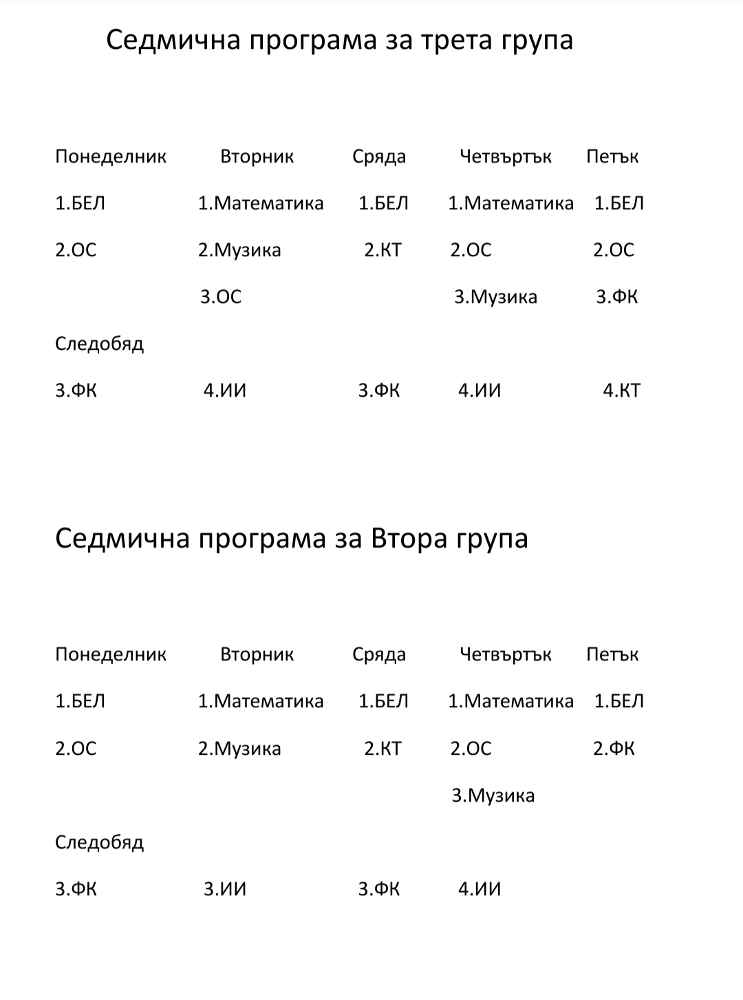 Седмична програма за трета група
Понеделник Вторник Сряда Четвъртък Петък
1.БЕЛ 1.Математика 1.БЕЛ 1.Математика 1.БЕЛ
2.ОС 2.Музика 2.КТ 2.ОС 2.ОС
3.ОС 3.Музика 3.ФК
Следобяд
3.ФК 4.ИИ 3.ФК 4.ИИ 4.КТ
Седмична програма за Втора група
Понеделник Вторник Сряда Четвъртък Петък
1.БЕЛ 1.Математика 1.БЕЛ 1.Математика 1.БЕЛ
2.ОС 2.Музика 2.КТ 2.ОС 2.ФК
3.Музика
Следобяд
3.ФК 3.ИИ 3.ФК 4.ИИ